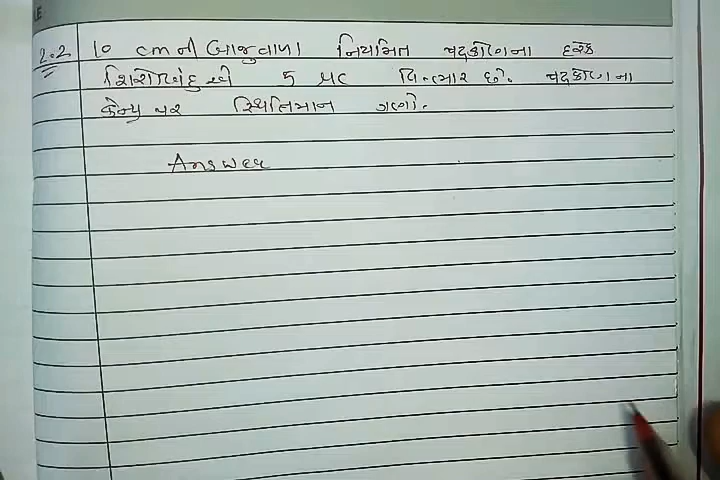 2.2 10 cm ની બાજુવાળા નિયમિત ષટ્કોણના દરેક
શિરોબિંદુએ 5 μC વિદ્યુતભાર છે. ષટ્કોણના
કેન્દ્ર પર સ્થિતિમાન ગણો.
Answer